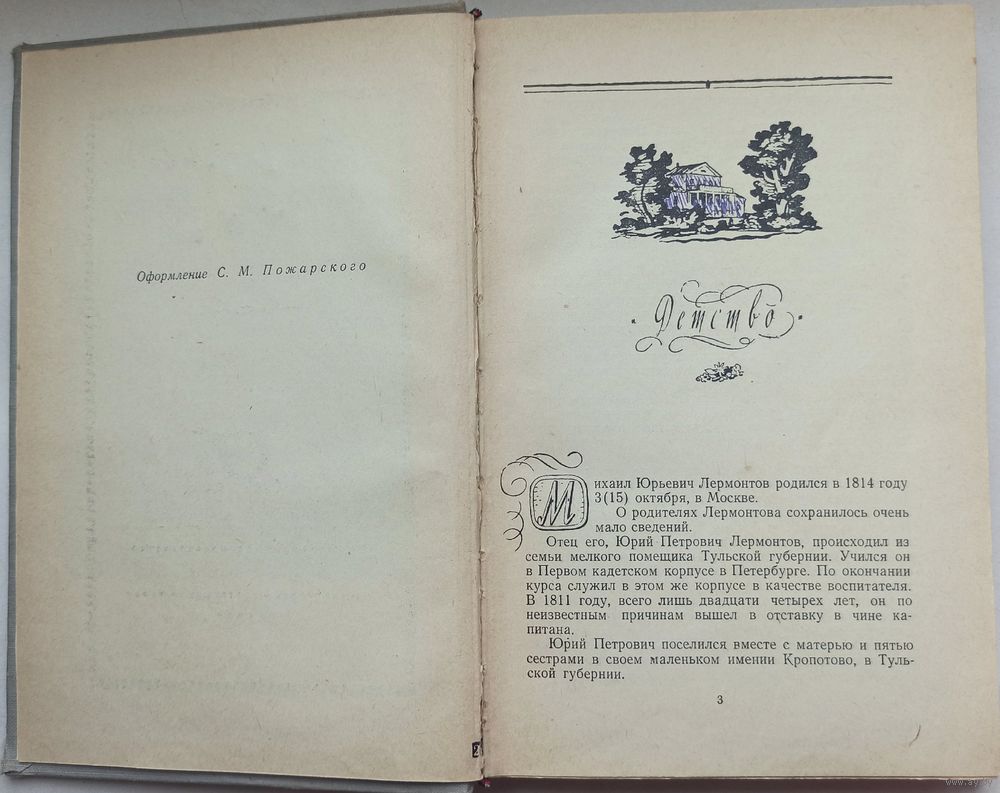 Оформление С. М. Пожарского
Детство
Михаил Юрьевич Лермонтов родился в 1814 году
3(15) октября, в Москве.
О родителях Лермонтова сохранилось очень
мало сведений.
Отец его, Юрий Петрович Лермонтов, происходил из
семьи мелкого помещика Тульской губернии. Учился он
в Первом кадетском корпусе в Петербурге. По окончании
курса служил в этом же корпусе в качестве воспитателя.
В 1811 году, всего лишь двадцати четырех лет, он по
неизвестным причинам вышел в отставку в чине ка-
питана.
Юрий Петрович поселился вместе с матерью и пятью
сестрами в своем маленьком имении Кропотово, в Туль-
ской губернии.
3
2